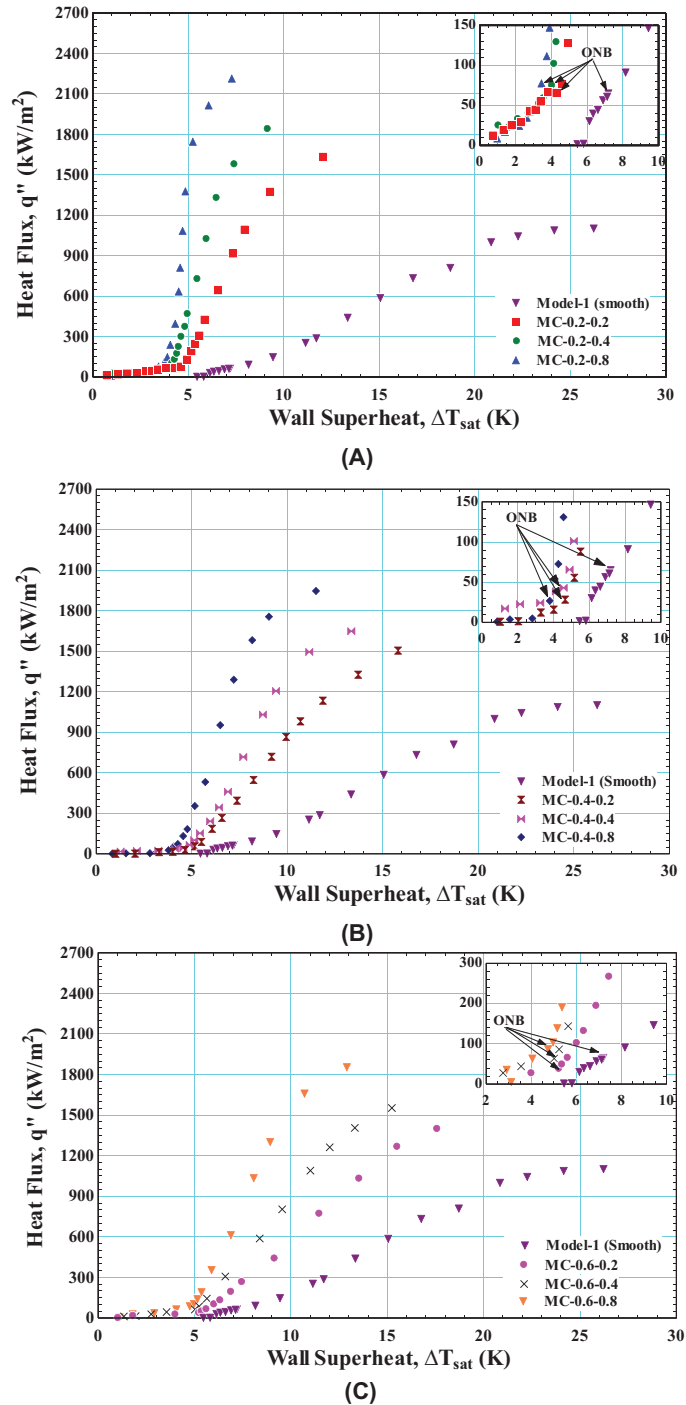 2700
2400
2100
1800
1500
1200
900
600
300
0
Heat Flux, q" (kW/m²)
150
100
50
0
0 2 4 6 8 10
ONB
Model-1 (smooth)
MC-0.2-0.2
MC-0.2-0.4
MC-0.2-0.8
0 5 10 15 20 25 30
Wall Superheat, ΔTsat (K)
(A)
2700
2400
2100
1800
1500
1200
900
600
300
0
Heat Flux, q" (kW/m²)
150
100
50
0
0 2 4 6 8 10
ONB
Model-1 (Smooth)
MC-0.4-0.2
MC-0.4-0.4
MC-0.4-0.8
0 5 10 15 20 25 30
Wall Superheat, ΔTsat (K)
(B)
2700
2400
2100
1800
1500
1200
900
600
300
0
Heat Flux, q" (kW/m²)
300
200
100
0
2 4 6 8 10
ONB
Model-1 (Smooth)
MC-0.6-0.2
MC-0.6-0.4
MC-0.6-0.8
0 5 10 15 20 25 30
Wall Superheat, ΔTsat (K)
(C)